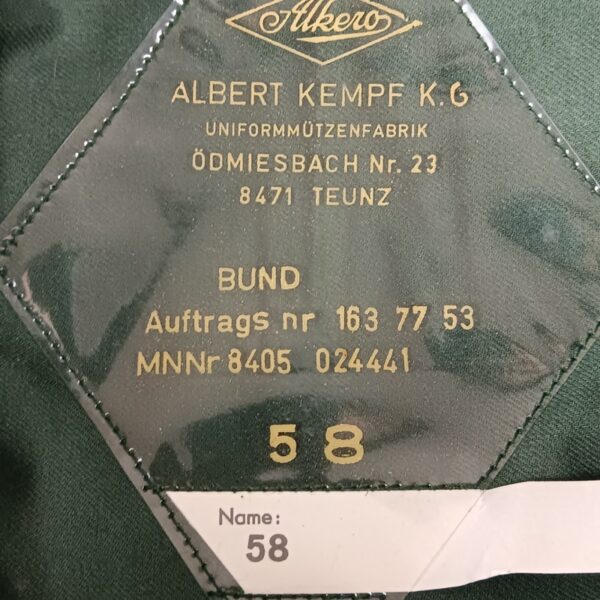 Alkero
ALBERT KEMPF K.G
UNIFORMMÜTZENFABRIK
ÖDMIESBACH Nr. 23
8471 TEUNZ
BUND
Auftrags nr 163 77 53
MNNr 8405 024441
58
Name:
58